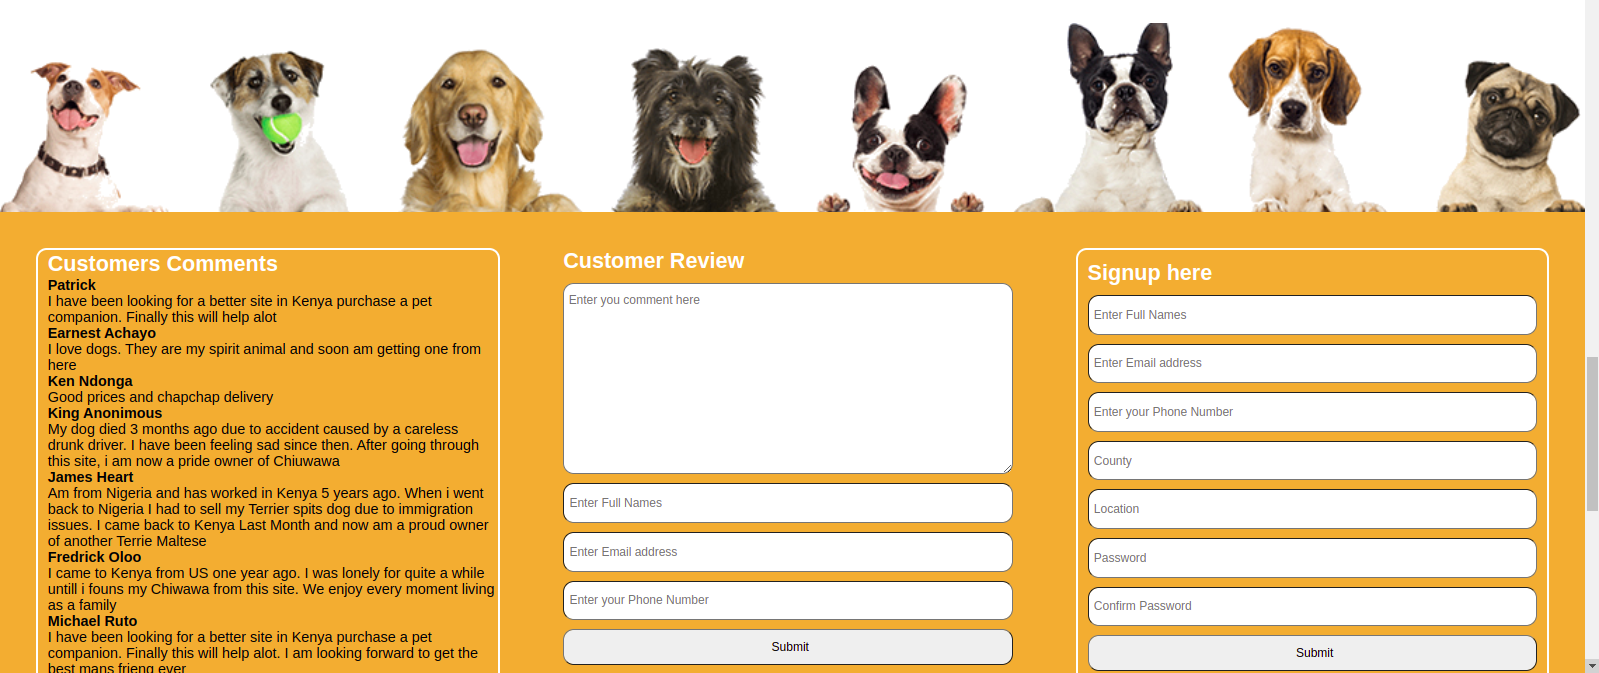 Customers Comments
Patrick
I have been looking for a better site in Kenya purchase a pet
companion. Finally this will help alot
Earnest Achayo
I love dogs. They are my spirit animal and soon am getting one from
here
Ken Ndonga
Good prices and chapchap delivery
King Anonimous
My dog died 3 months ago due to accident caused by a careless
drunk driver. I have been feeling sad since then. After going through
this site, i am now a pride owner of Chiuwawa
James Heart
Am from Nigeria and has worked in Kenya 5 years ago. When i went
back to Nigeria I had to sell my Terrier spits dog due to immigration
issues. I came back to Kenya Last Month and now am a proud owner
of another Terrie Maltese
Fredrick Oloo
I came to Kenya from US one year ago. I was lonely for quite a while
untill i founs my Chiwawa from this site. We enjoy every moment living
as a family
Michael Ruto
I have been looking for a better site in Kenya purchase a pet
companion. Finally this will help alot. I am looking forward to get the
best mans frieng ever
Customer Review
Enter you comment here
Enter Full Names
Enter Email address
Enter your Phone Number
Submit
Signup here
Enter Full Names
Enter Email address
Enter your Phone Number
County
Location
Password
Confirm Password
Submit